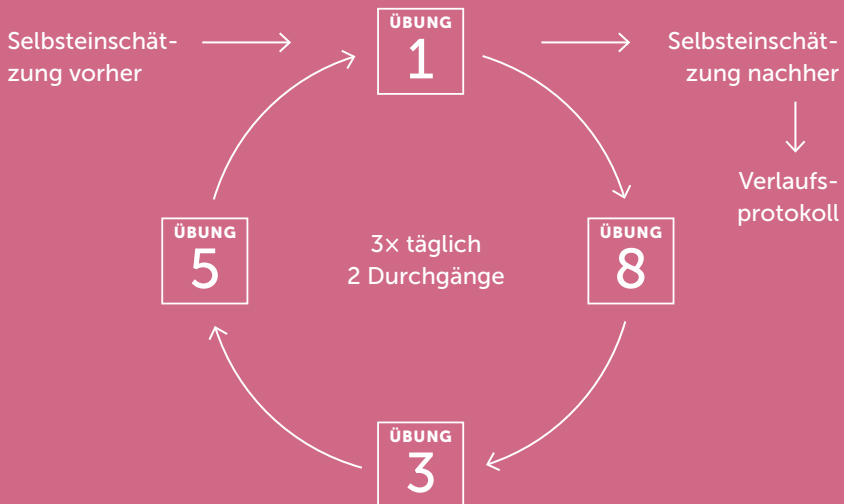 Selbsteinschät-
zung vorher
ÜBUNG
1
Selbsteinschät-
zung nachher
Verlaufs-
protokoll
ÜBUNG
5
3× täglich
2 Durchgänge
ÜBUNG
8
ÜBUNG
3